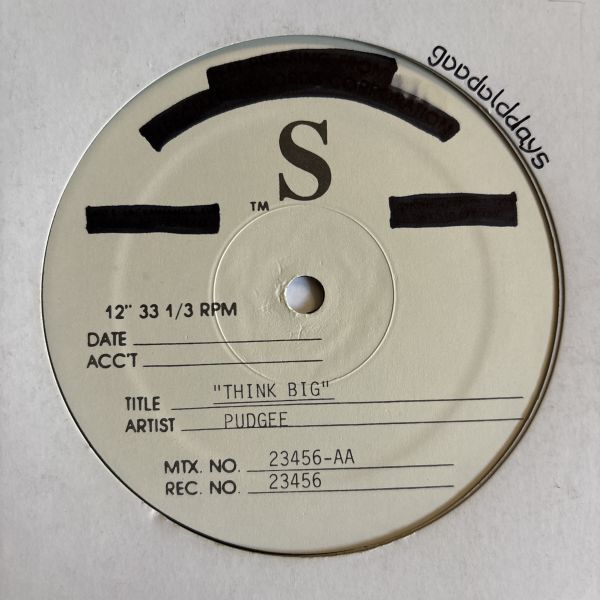 goodolddays
S
TM
12" 33 1/3 RPM
DATE
ACC'T
TITLE "THINK BIG"
ARTIST PUDGEE
MTX. NO. 23456-AA
REC. NO. 23456